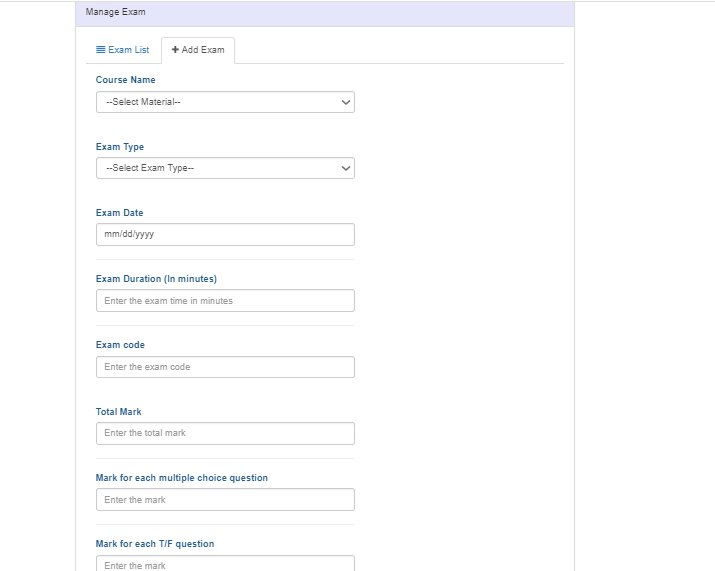 Manage Exam
Exam List
Add Exam
Course Name
--Select Material--
Exam Type
--Select Exam Type--
Exam Date
mm/dd/yyyy
Exam Duration (In minutes)
Enter the exam time in minutes
Exam code
Enter the exam code
Total Mark
Enter the total mark
Mark for each multiple choice question
Enter the mark
Mark for each T/F question
Enter the mark